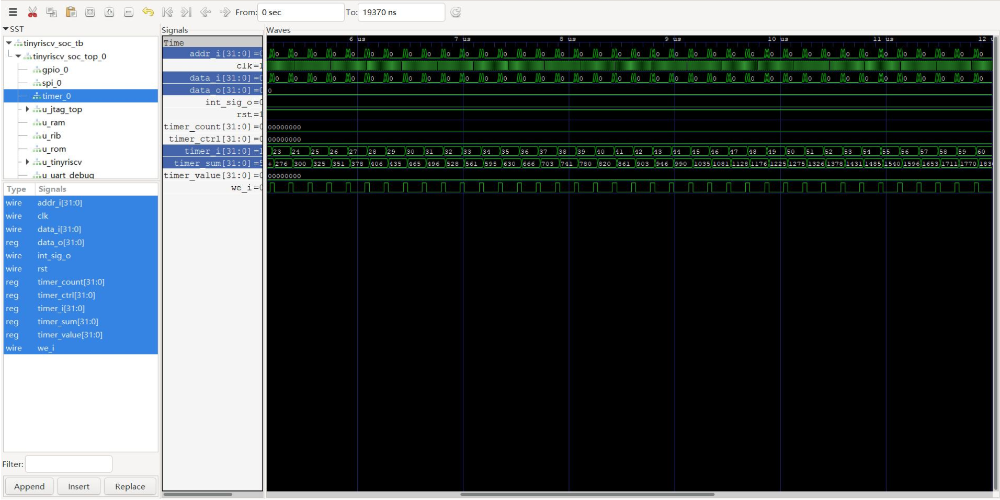 From: 0 sec To: 19370 ns
SST
tinyriscv_soc_tb
tinyriscv_soc_top_0
gpio_0
spi_0
timer_0
u_jtag_top
u_ram
u_rib
u_rom
u_tinyriscv
u_uart_debug
Type Signals
wire addr_i[31:0]
wire clk
wire data_i[31:0]
reg data_o[31:0]
wire int_sig_o
wire rst
reg timer_count[31:0]
reg timer_ctrl[31:0]
reg timer_i[31:0]
reg timer_sum[31:0]
reg timer_value[31:0]
wire we_i
Filter:
Append Insert Replace
Signals
Time
addr_i[31:0]=0
clk=1
data_i[31:0]=0
data_o[31:0]=0
int_sig_o=0
rst=1
timer_count[31:0]=0
timer_ctrl[31:0]=0
timer_i[31:0]=1
timer_sum[31:0]=5
timer_value[31:0]=0
we_i=0
Waves
6 us 7 us 8 us 9 us 10 us 11 us 12 u
0 0 0 0 0 0 0 0 0 0 0 0 0 0 0 0 0 0 0 0 0 0 0 0 0 0 0 0 0 0 0 0 0 0 0 0 0 0
0 0 0 0 0 0 0 0 0 0 0 0 0 0 0 0 0 0 0 0 0 0 0 0 0 0 0 0 0 0 0 0 0 0 0 0 0 0
0
00000000
00000000
23 24 25 26 27 28 29 30 31 32 33 34 35 36 37 38 39 40 41 42 43 44 45 46 47 48 49 50 51 52 53 54 55 56 57 58 59 60
+ 276 300 325 351 378 406 435 465 496 528 561 595 630 666 703 741 780 820 861 903 946 990 1035 1081 1128 1176 1225 1275 1326 1378 1431 1485 1540 1596 1653 1711 1770 183
00000000